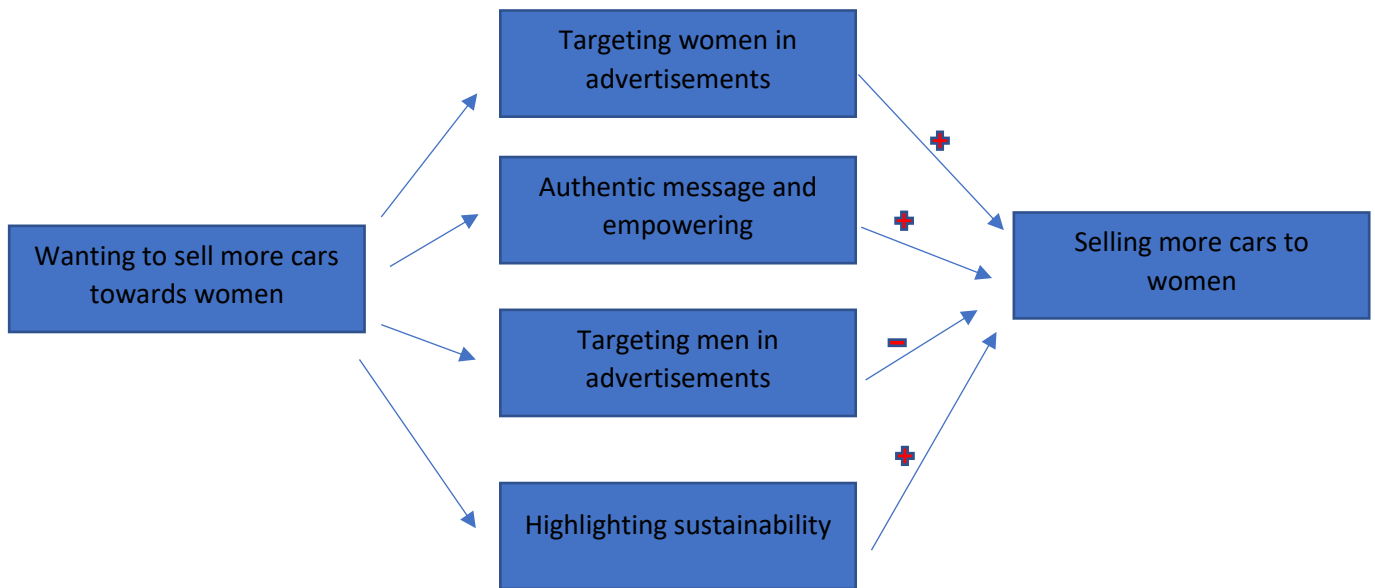 Targeting women in
advertisements
Authentic message and
empowering
Wanting to sell more cars
towards women
Selling more cars to
women
Targeting men in
advertisements
Highlighting sustainability
+
+
-
+